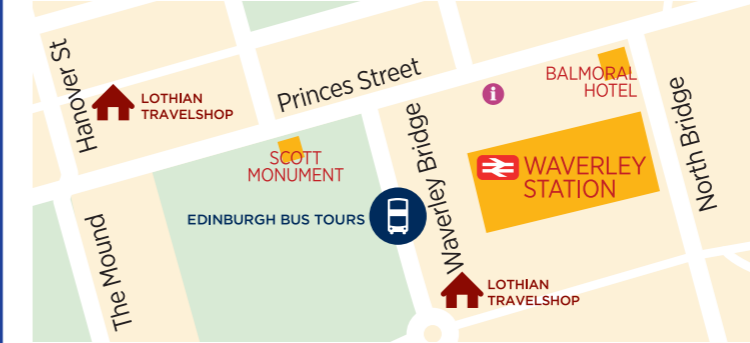 Hanover St
LOTHIAN
TRAVELSHOP
Princes Street
i
BALMORAL
HOTEL
North Bridge
Waverley Bridge
SCOTT
MONUMENT
WAVERLEY
STATION
EDINBURGH BUS TOURS
The Mound
LOTHIAN
TRAVELSHOP